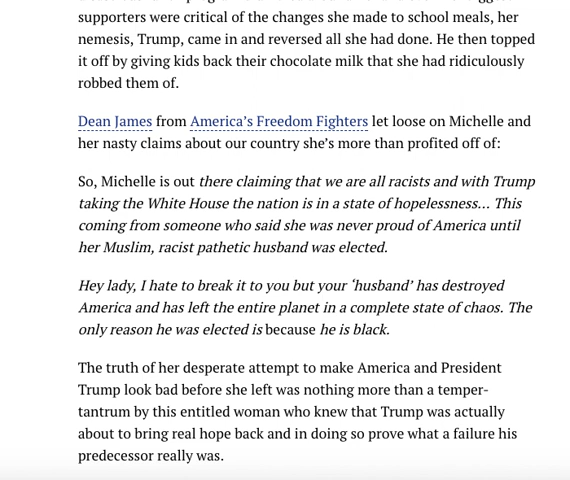 supporters were critical of the changes she made to school meals, her
nemesis, Trump, came in and reversed all she had done. He then topped
it off by giving kids back their chocolate milk that she had ridiculously
robbed them of.
Dean James from America's Freedom Fighters let loose on Michelle and
her nasty claims about our country she's more than profited off of:
So, Michelle is out there claiming that we are all racists and with Trump
taking the White House the nation is in a state of hopelessness… This
coming from someone who said she was never proud of America until
her Muslim, racist pathetic husband was elected.
Hey lady, I hate to break it to you but your 'husband' has destroyed
America and has left the entire planet in a complete state of chaos. The
only reason he was elected is because he is black.
The truth of her desperate attempt to make America and President
Trump look bad before she left was nothing more than a temper-
tantrum by this entitled woman who knew that Trump was actually
about to bring real hope back and in doing so prove what a failure his
predecessor really was.